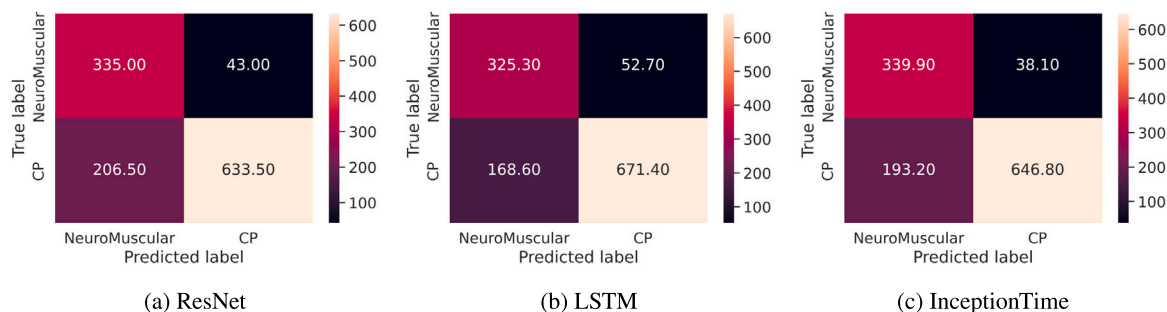 True label
NeuroMuscular
CP
335.00
43.00
206.50
633.50
NeuroMuscular
CP
Predicted label
600
500
400
300
200
100
(a) ResNet
True label
NeuroMuscular
CP
325.30
52.70
168.60
671.40
NeuroMuscular
CP
Predicted label
600
500
400
300
200
100
(b) LSTM
True label
NeuroMuscular
CP
339.90
38.10
193.20
646.80
NeuroMuscular
CP
Predicted label
600
500
400
300
200
100
(c) InceptionTime